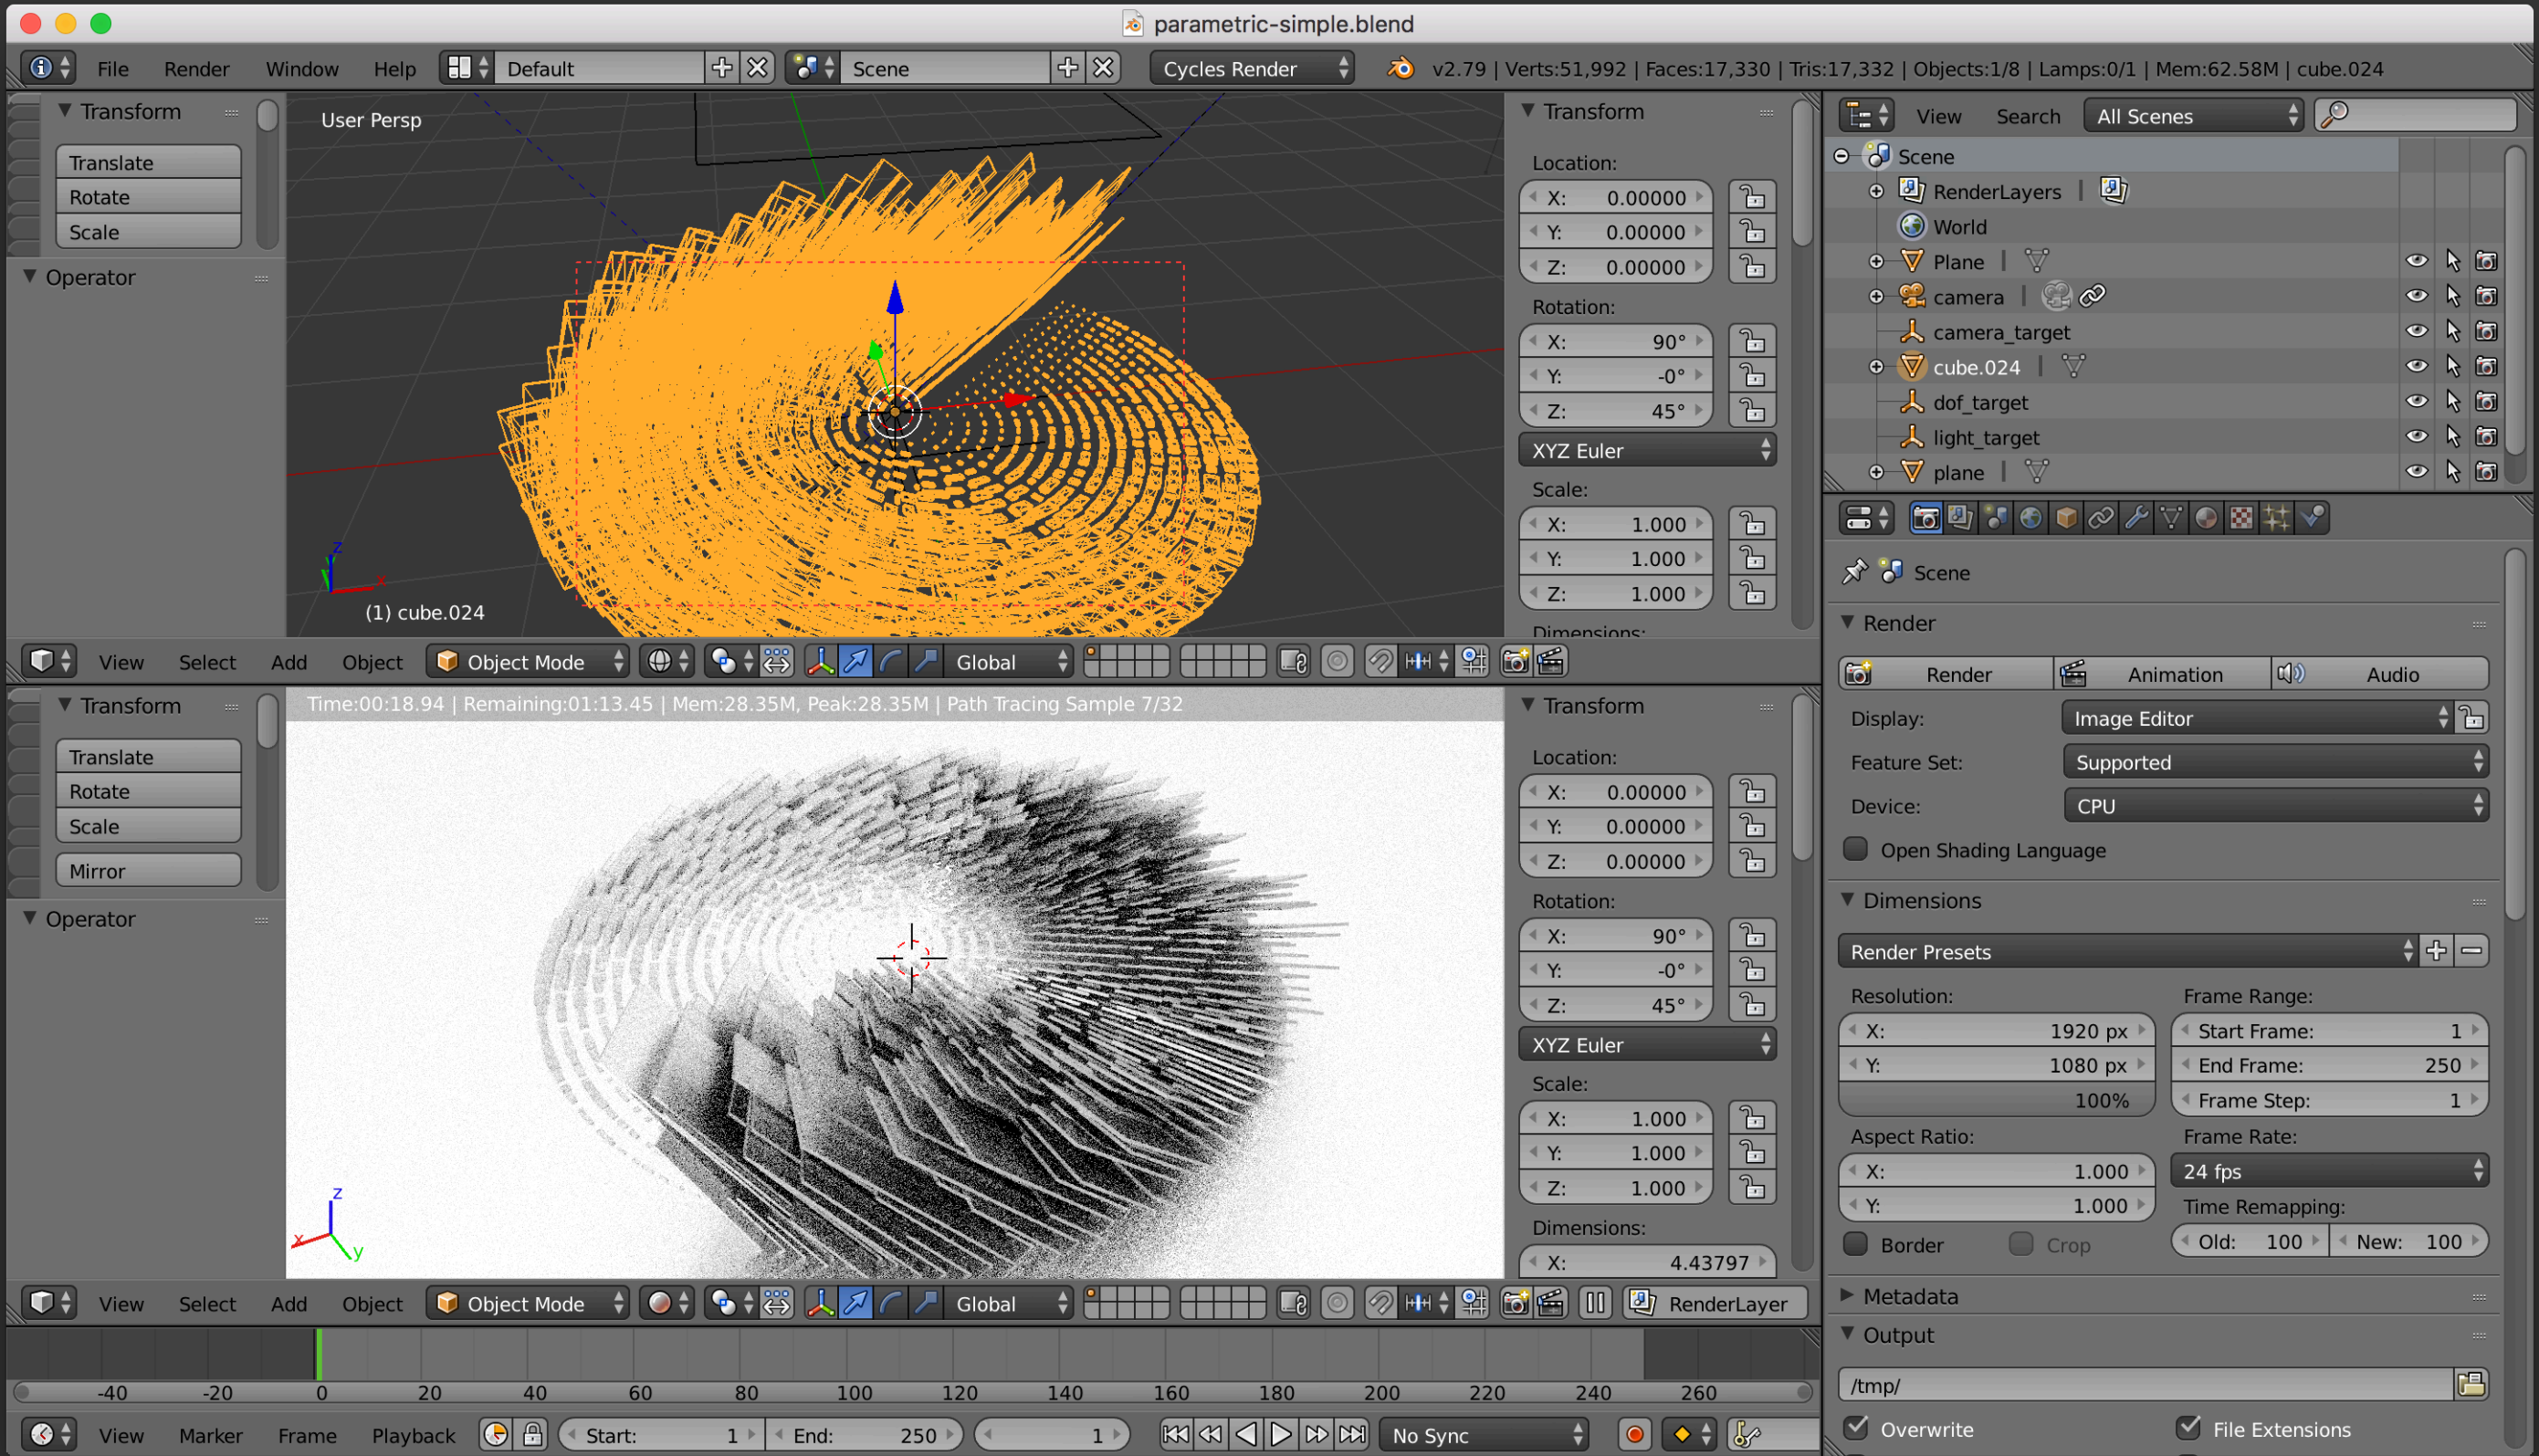 parametric-simple.blend
File Render Window Help Default Scene Cycles Render v2.79 | Verts:51,992 | Faces:17,330 | Tris:17,332 | Objects:1/8 | Lamps:0/1 | Mem:62.58M | cube.024
Transform
Translate
Rotate
Scale
Operator
User Persp
z
x
(1) cube.024
Transform
Location:
X: 0.00000
Y: 0.00000
Z: 0.00000
Rotation:
X: 90°
Y: -0°
Z: 45°
XYZ Euler
Scale:
X: 1.000
Y: 1.000
Z: 1.000
Dimensions:
View Select Add Object Object Mode Global
Transform
Translate
Rotate
Scale
Mirror
Operator
Time:00:18.94 | Remaining:01:13.45 | Mem:28.35M, Peak:28.35M | Path Tracing Sample 7/32
z
x
y
Transform
Location:
X: 0.00000
Y: 0.00000
Z: 0.00000
Rotation:
X: 90°
Y: -0°
Z: 45°
XYZ Euler
Scale:
X: 1.000
Y: 1.000
Z: 1.000
Dimensions:
X: 4.43797
View Select Add Object Object Mode Global RenderLayer
-40 -20 0 20 40 60 80 100 120 140 160 180 200 220 240 260
View Marker Frame Playback Start: 1 End: 250 1 No Sync
View Search All Scenes
Scene
RenderLayers |
World
Plane |
camera |
camera_target
cube.024 |
dof_target
light_target
plane |
Scene
Render
Render Animation Audio
Display: Image Editor
Feature Set: Supported
Device: CPU
Open Shading Language
Dimensions
Render Presets
Resolution:
X: 1920 px
Y: 1080 px
100%
Aspect Ratio:
X: 1.000
Y: 1.000
Border Crop
Frame Range:
Start Frame: 1
End Frame: 250
Frame Step: 1
Frame Rate:
24 fps
Time Remapping:
Old: 100 New: 100
Metadata
Output
/tmp/
Overwrite File Extensions